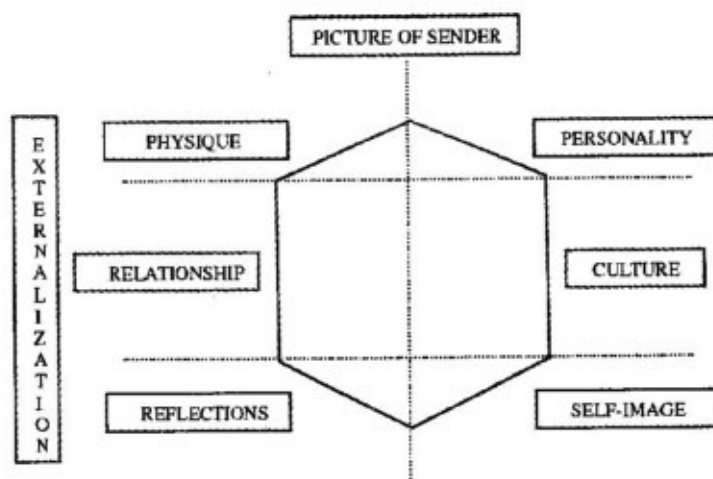 PICTURE OF SENDER
PHYSIQUE
PERSONALITY
EXTERNALIZATION
RELATIONSHIP
CULTURE
REFLECTIONS
SELF-IMAGE